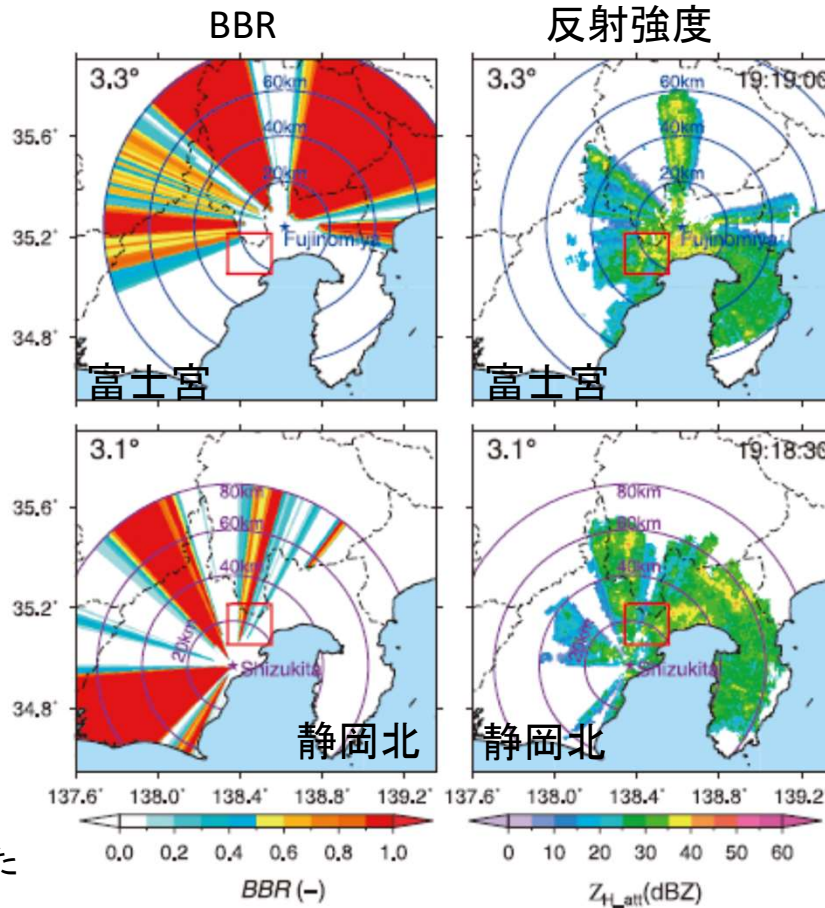 BBR 反射強度
3.3°
60km
40km
20km
Fujinomiya
富士宮
3.3° 19:19:00
60km
40km
20km
Fujinomiya
富士宮
35.6°
35.2°
34.8°
3.1°
80km
60km
40km
20km
Shizukita
静岡北
3.1° 19:18:30
80km
60km
40km
20km
Shizukita
静岡北
35.6°
35.2°
34.8°
137.6° 138.0° 138.4° 138.8° 139.2°
137.6° 138.0° 138.4° 138.8° 139.2
0.0 0.2 0.4 0.6 0.8 1.0
BBR (–)
0 10 20 30 40 50 60
ZH_att(dBZ)
た